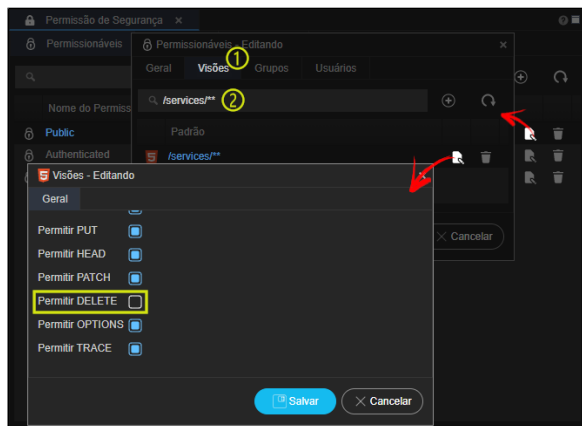 Permissão de Segurança
Permissionáveis
Permissionáveis - Editando
Geral Visões Grupos Usuários
1
/services/**
2
Nome do Permiss
Padrão
Public
Authenticated
/services/**
Visões - Editando
Geral
Permitir PUT
Permitir HEAD
Permitir PATCH
Permitir DELETE
Permitir OPTIONS
Permitir TRACE
Cancelar
Salvar
Cancelar